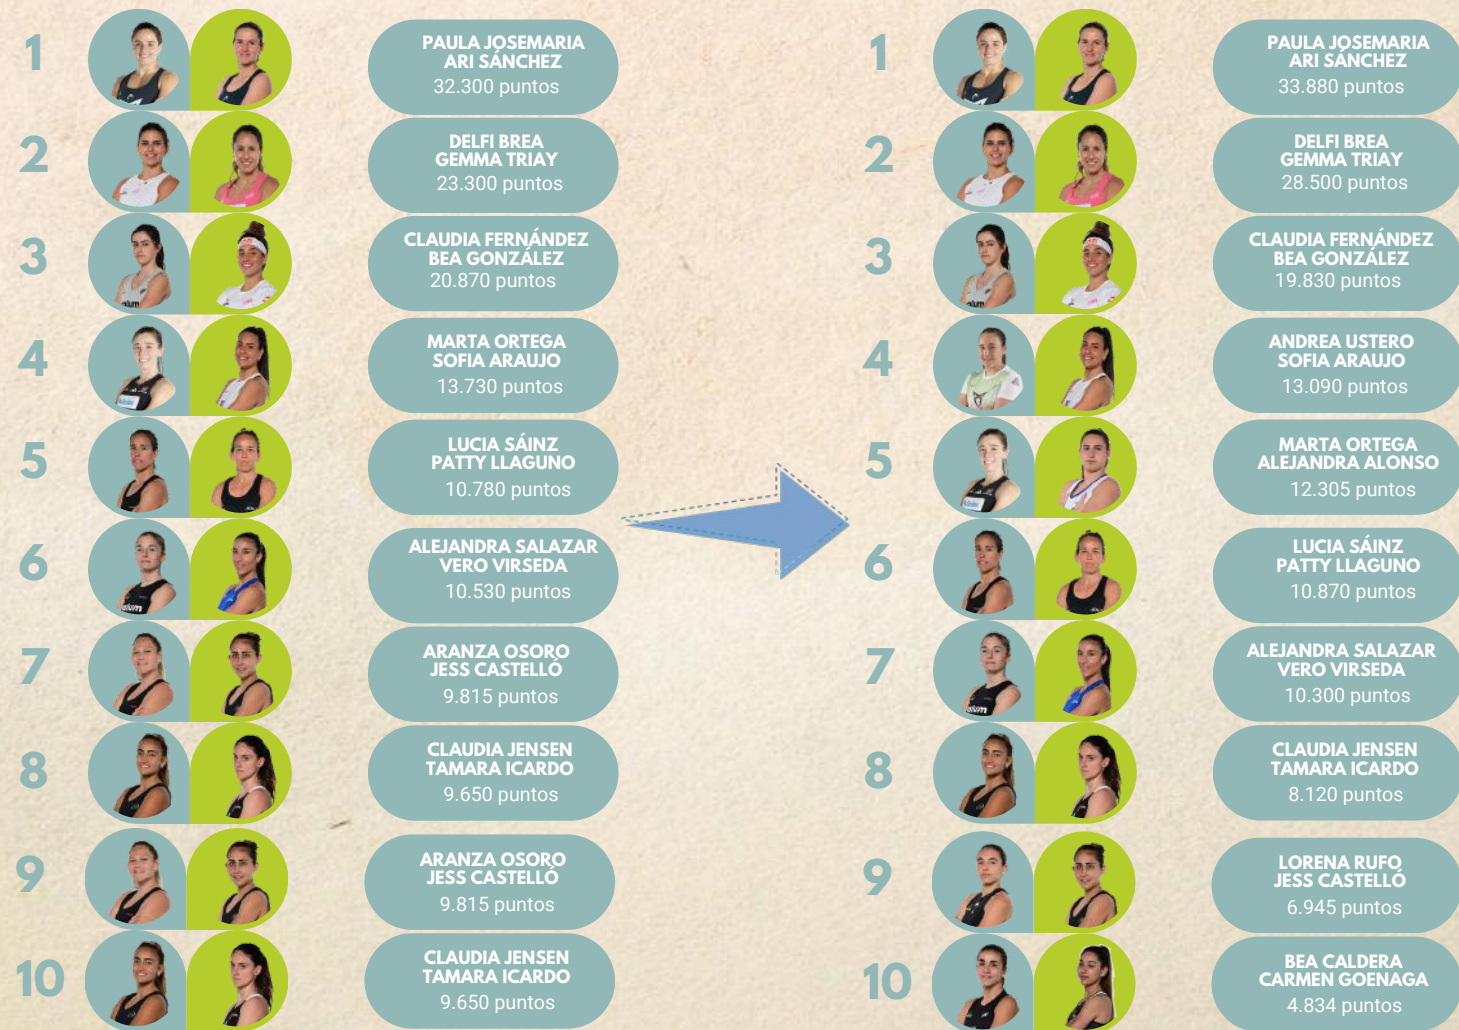 1
PAULA JOSEMARIA
ARI SÁNCHEZ
32.300 puntos
2
DELFI BREA
GEMMA TRIAY
23.300 puntos
3
CLAUDIA FERNÁNDEZ
BEA GONZÁLEZ
20.870 puntos
4
MARTA ORTEGA
SOFIA ARAUJO
13.730 puntos
5
LUCIA SÁINZ
PATTY LLAGUNO
10.780 puntos
6
ALEJANDRA SALAZAR
VERO VIRSEDA
10.530 puntos
7
ARANZA OSORO
JESS CASTELLÓ
9.815 puntos
8
CLAUDIA JENSEN
TAMARA ICARDO
9.650 puntos
9
ARANZA OSORO
JESS CASTELLÓ
9.815 puntos
10
CLAUDIA JENSEN
TAMARA ICARDO
9.650 puntos
1
PAULA JOSEMARIA
ARI SÁNCHEZ
33.880 puntos
2
DELFI BREA
GEMMA TRIAY
28.500 puntos
3
CLAUDIA FERNÁNDEZ
BEA GONZÁLEZ
19.830 puntos
4
ANDREA USTERO
SOFIA ARAUJO
13.090 puntos
5
MARTA ORTEGA
ALEJANDRA ALONSO
12.305 puntos
6
LUCIA SÁINZ
PATTY LLAGUNO
10.870 puntos
7
ALEJANDRA SALAZAR
VERO VIRSEDA
10.300 puntos
8
CLAUDIA JENSEN
TAMARA ICARDO
8.120 puntos
9
LORENA RUFO
JESS CASTELLÓ
6.945 puntos
10
BEA CALDERA
CARMEN GOENAGA
4.834 puntos